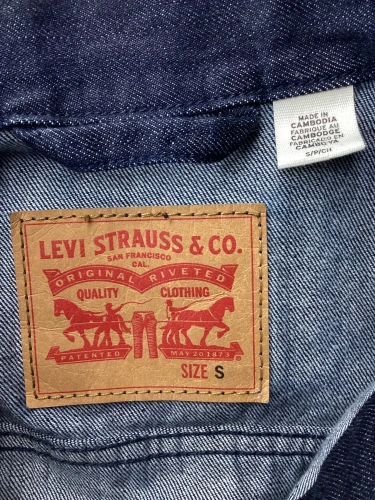 MADE IN
CAMBODIA
FABRIQUÉ AU
CAMBODGE
FABRICADO EN
CAMBOYA
S/P/CH
LEVI STRAUSS & CO.
SAN FRANCISCO
CAL.
ORIGINAL RIVETED
QUALITY CLOTHING
PATENTED MAY 20 1873
SIZE S